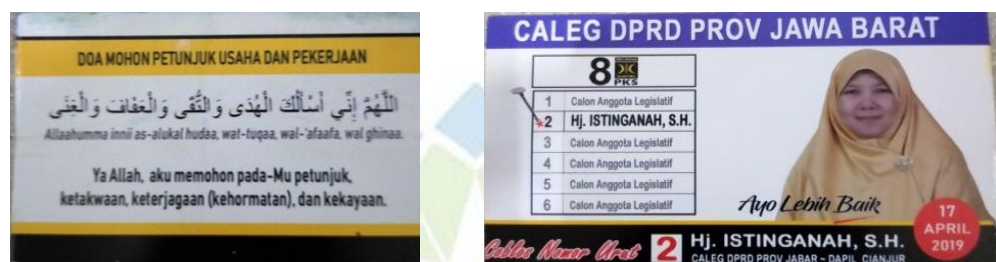 DOA MOHON PETUNJUK USAHA DAN PEKERJAAN
اللَّهُمَّ إِنِّي أَسْأَلُكَ الْهُدَى وَ التُّقَى وَ الْعَفَافَ وَ الْغِنَى
Allaahumma innii as-alukal hudaa, wat-tuqaa, wal-'afaafa, wal ghinaa.
Ya Allah, aku memohon pada-Mu petunjuk,
ketakwaan, keterjagaan (kehormatan), dan kekayaan.
CALEG DPRD PROV JAWA BARAT
8 PKS
1 Calon Anggota Legislatif
2 Hj. ISTINGANAH, S.H.
3 Calon Anggota Legislatif
4 Calon Anggota Legislatif
5 Calon Anggota Legislatif
6 Calon Anggota Legislatif
Ayo Lebih Baik
17
APRIL
2019
Coblos Nomor Urut 2 Hj. ISTINGANAH, S.H.
CALEG DPRD PROV JABAR - DAPIL CIANJUR